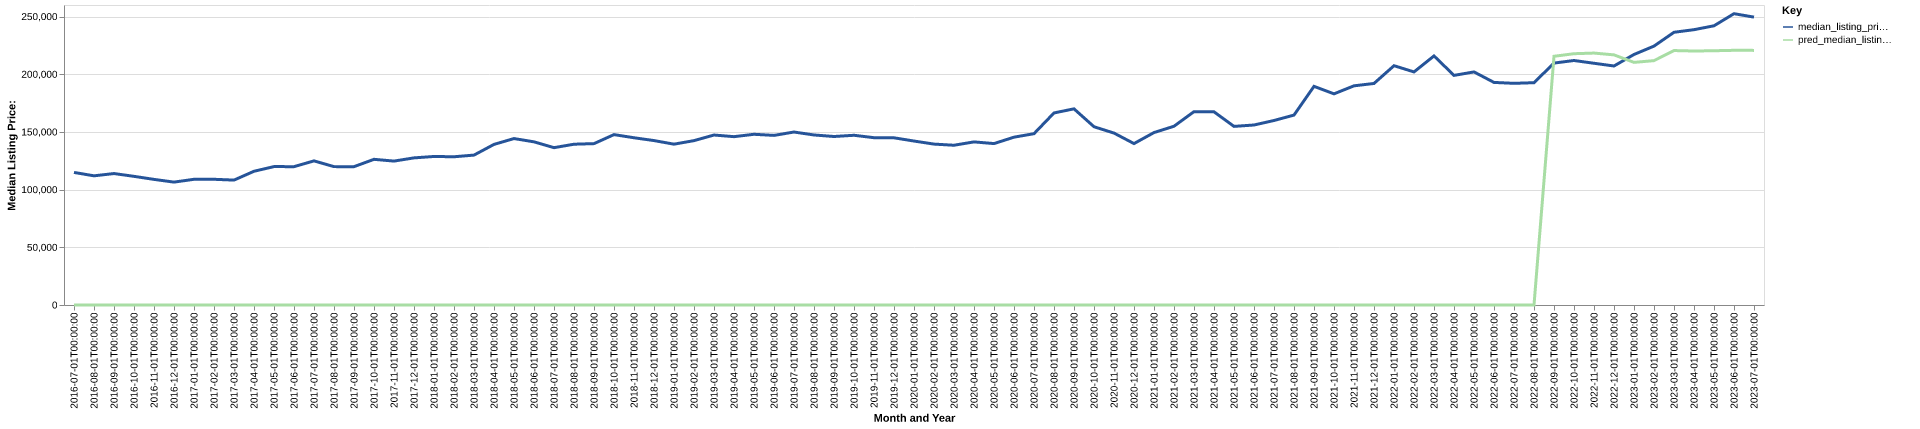 250,000
200,000
150,000
100,000
50,000
0
Median Listing Price:
2016-07-01T00:00:00
2016-08-01T00:00:00
2016-09-01T00:00:00
2016-10-01T00:00:00
2016-11-01T00:00:00
2016-12-01T00:00:00
2017-01-01T00:00:00
2017-02-01T00:00:00
2017-03-01T00:00:00
2017-04-01T00:00:00
2017-05-01T00:00:00
2017-06-01T00:00:00
2017-07-01T00:00:00
2017-08-01T00:00:00
2017-09-01T00:00:00
2017-10-01T00:00:00
2017-11-01T00:00:00
2017-12-01T00:00:00
2018-01-01T00:00:00
2018-02-01T00:00:00
2018-03-01T00:00:00
2018-04-01T00:00:00
2018-05-01T00:00:00
2018-06-01T00:00:00
2018-07-01T00:00:00
2018-08-01T00:00:00
2018-09-01T00:00:00
2018-10-01T00:00:00
2018-11-01T00:00:00
2018-12-01T00:00:00
2019-01-01T00:00:00
2019-02-01T00:00:00
2019-03-01T00:00:00
2019-04-01T00:00:00
2019-05-01T00:00:00
2019-06-01T00:00:00
2019-07-01T00:00:00
2019-08-01T00:00:00
2019-09-01T00:00:00
2019-10-01T00:00:00
2019-11-01T00:00:00
2019-12-01T00:00:00
2020-01-01T00:00:00
2020-02-01T00:00:00
2020-03-01T00:00:00
2020-04-01T00:00:00
2020-05-01T00:00:00
2020-06-01T00:00:00
2020-07-01T00:00:00
2020-08-01T00:00:00
2020-09-01T00:00:00
2020-10-01T00:00:00
2020-11-01T00:00:00
2020-12-01T00:00:00
2021-01-01T00:00:00
2021-02-01T00:00:00
2021-03-01T00:00:00
2021-04-01T00:00:00
2021-05-01T00:00:00
2021-06-01T00:00:00
2021-07-01T00:00:00
2021-08-01T00:00:00
2021-09-01T00:00:00
2021-10-01T00:00:00
2021-11-01T00:00:00
2021-12-01T00:00:00
2022-01-01T00:00:00
2022-02-01T00:00:00
2022-03-01T00:00:00
2022-04-01T00:00:00
2022-05-01T00:00:00
2022-06-01T00:00:00
2022-07-01T00:00:00
2022-08-01T00:00:00
2022-09-01T00:00:00
2022-10-01T00:00:00
2022-11-01T00:00:00
2022-12-01T00:00:00
2023-01-01T00:00:00
2023-02-01T00:00:00
2023-03-01T00:00:00
2023-04-01T00:00:00
2023-05-01T00:00:00
2023-06-01T00:00:00
2023-07-01T00:00:00
Month and Year
Key
median_listing_pri…
pred_median_listin…